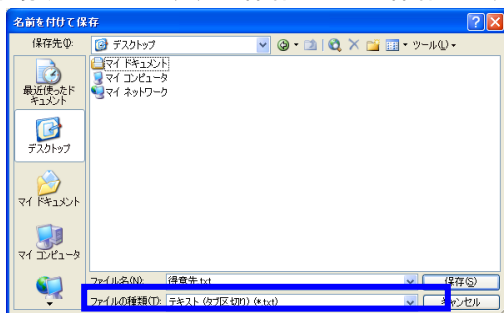 名前を付けて保存
保存先(I):
デスクトップ
ツール(L)
マイ ドキュメント
マイ コンピュータ
マイ ネットワーク
最近使ったド
キュメント
デスクトップ
マイ ドキュメント
マイ コンピュータ
ファイル名(N):
得意先.txt
保存(S)
ファイルの種類(T):
テキスト (タブ区切り) (*.txt)
キャンセル